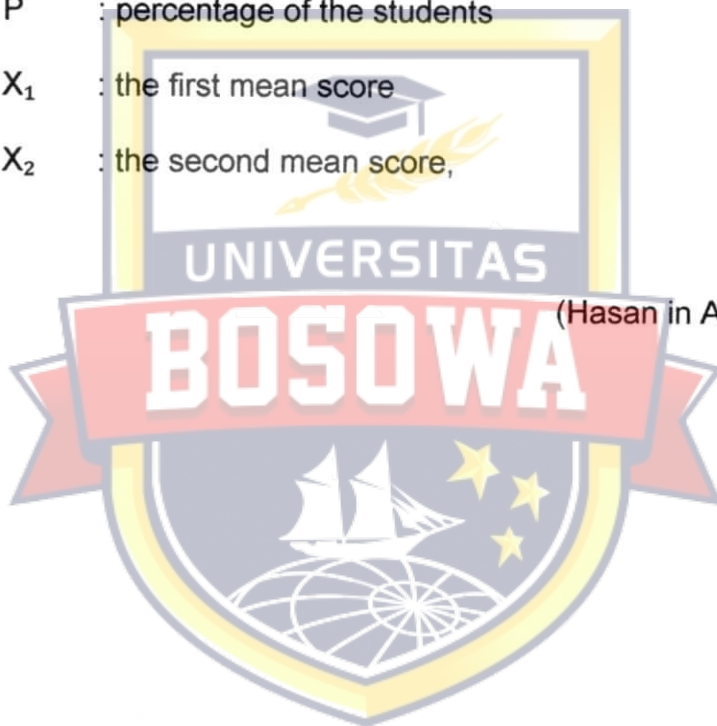 P : percentage of the students
X₁ : the first mean score
X₂ : the second mean score,
UNIVERSITAS
(Hasan in A
BOSOWA